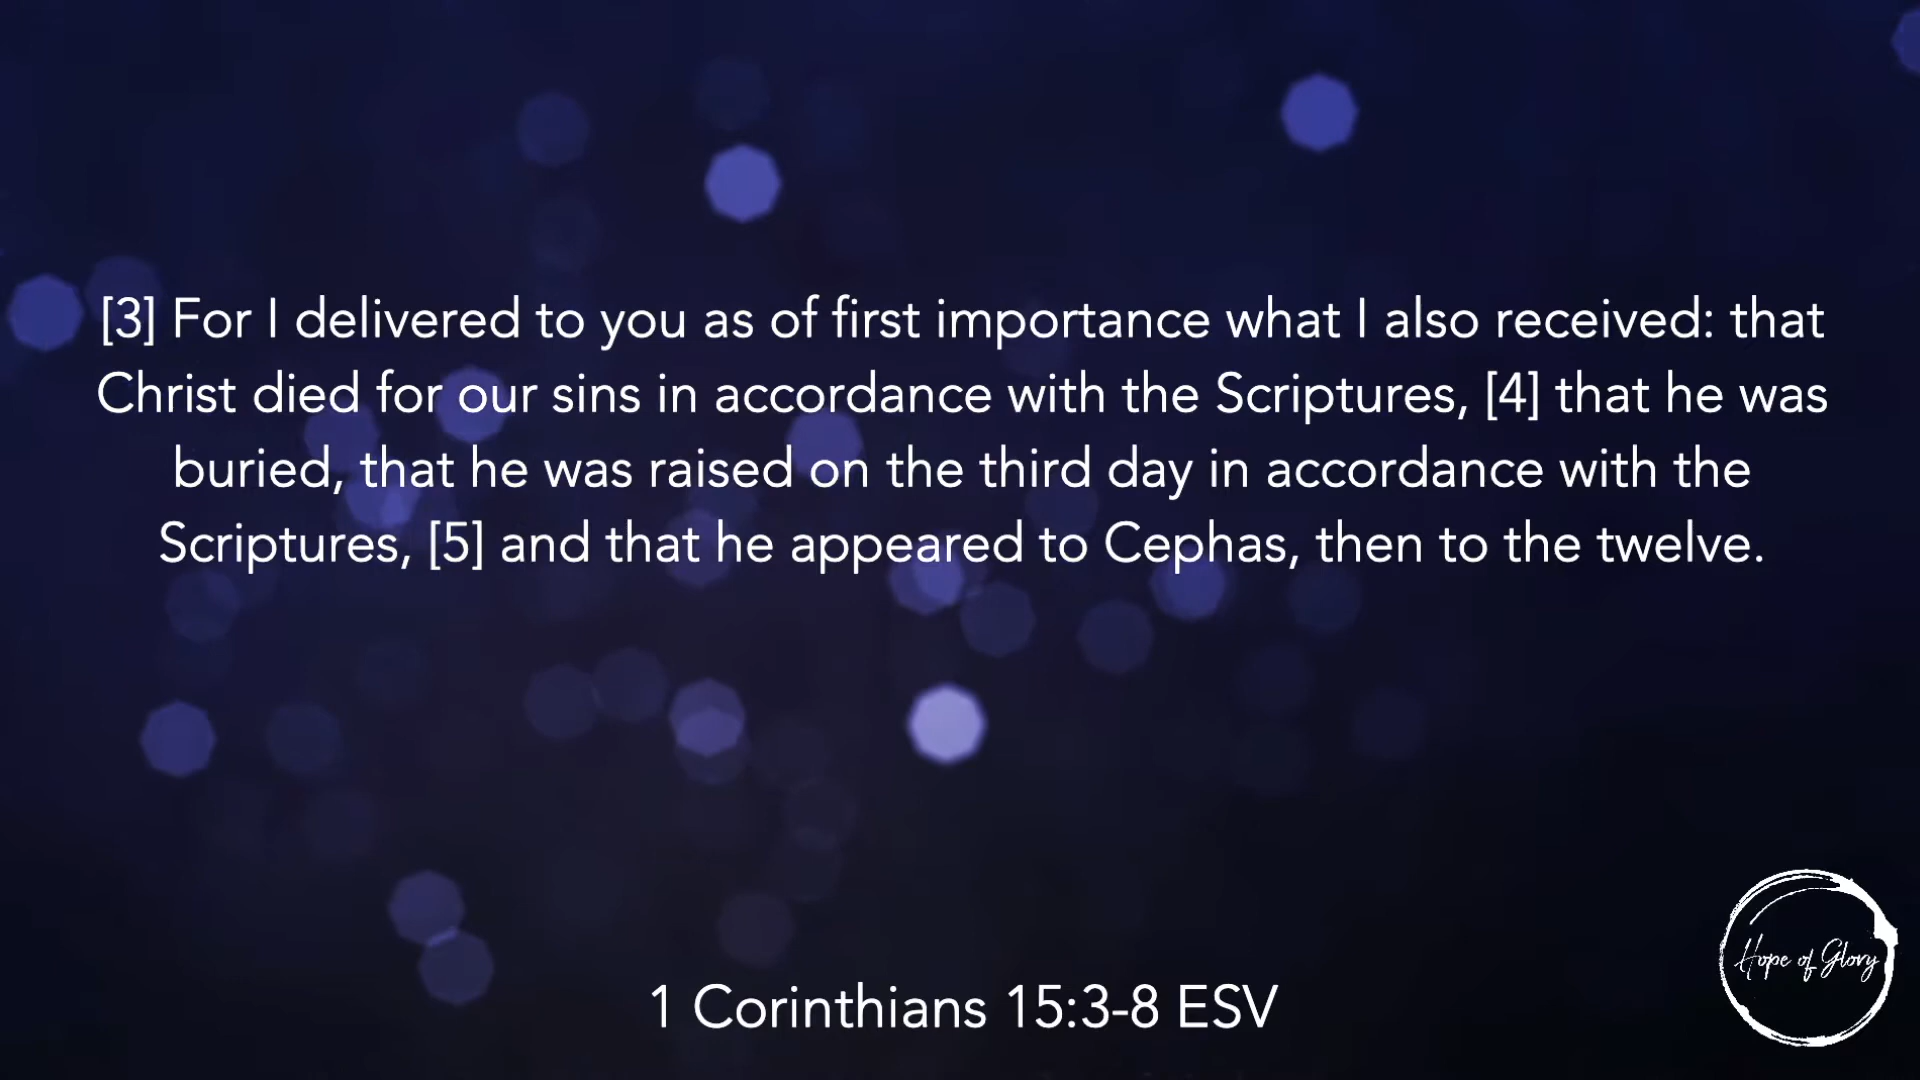 [3] For I delivered to you as of first importance what I also received: that
Christ died for our sins in accordance with the Scriptures, [4] that he was
buried, that he was raised on the third day in accordance with the
Scriptures, [5] and that he appeared to Cephas, then to the twelve.
1 Corinthians 15:3-8 ESV
Hope of Glory